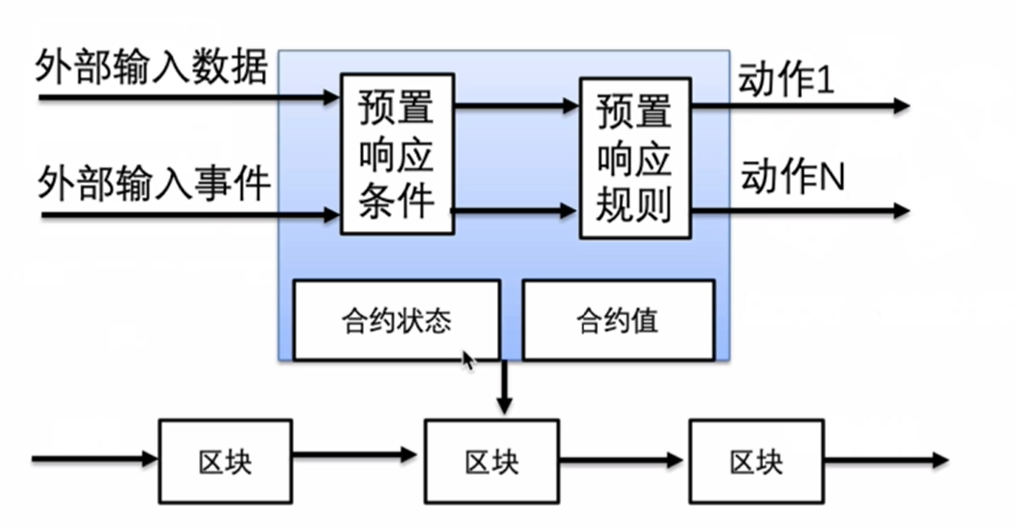 外部输入数据
外部输入事件
预置
响应
条件
预置
响应
规则
动作1
动作N
合约状态
合约值
区块
区块
区块